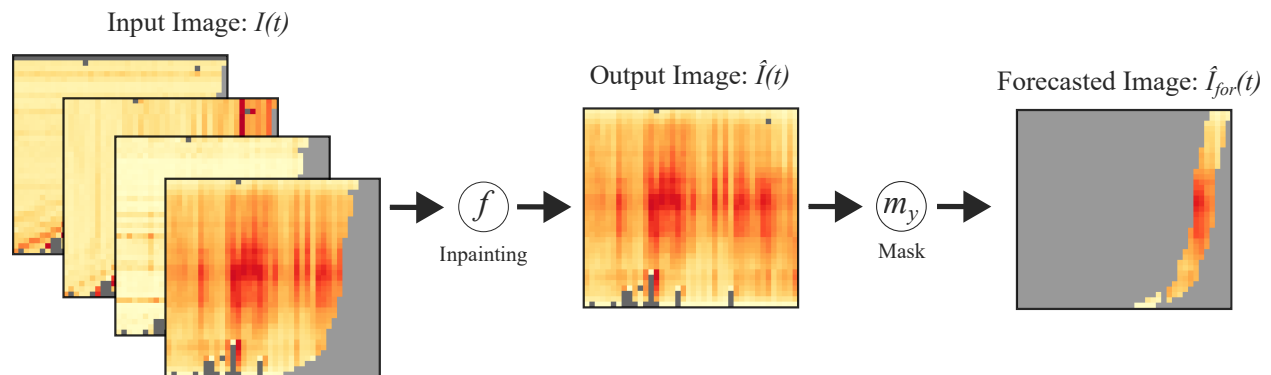 Input Image: I(t)
Output Image: Î(t)
Forecasted Image: Î_for(t)
f
m_y
Inpainting
Mask